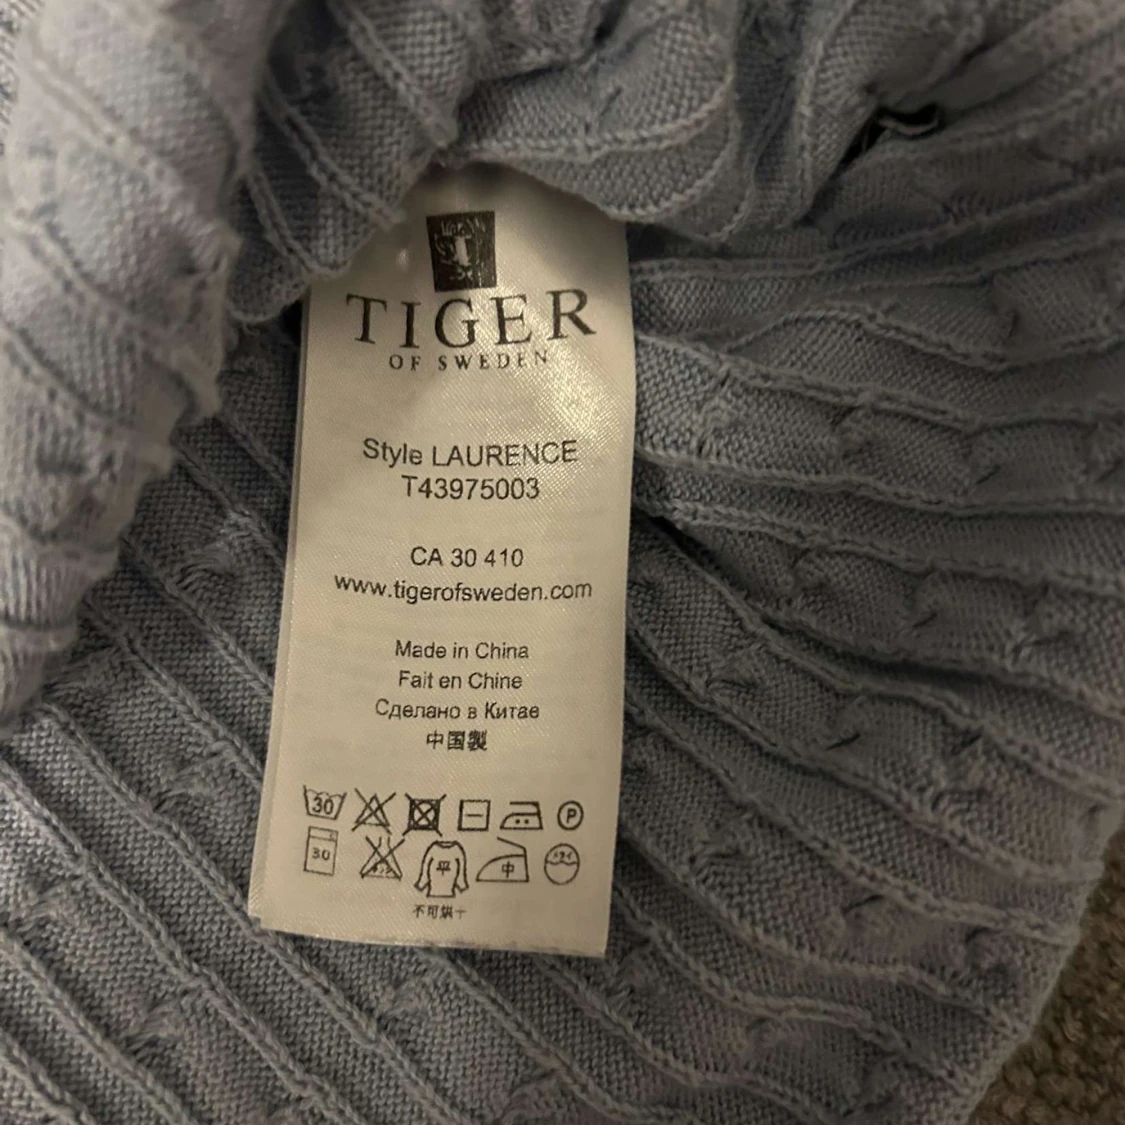 TIGER
OF SWEDEN
Style LAURENCE
T43975003
CA 30 410
www.tigerofsweden.com
Made in China
Fait en Chine
Сделано в Китае
中国製
30 P
30 平 中
不可烘干